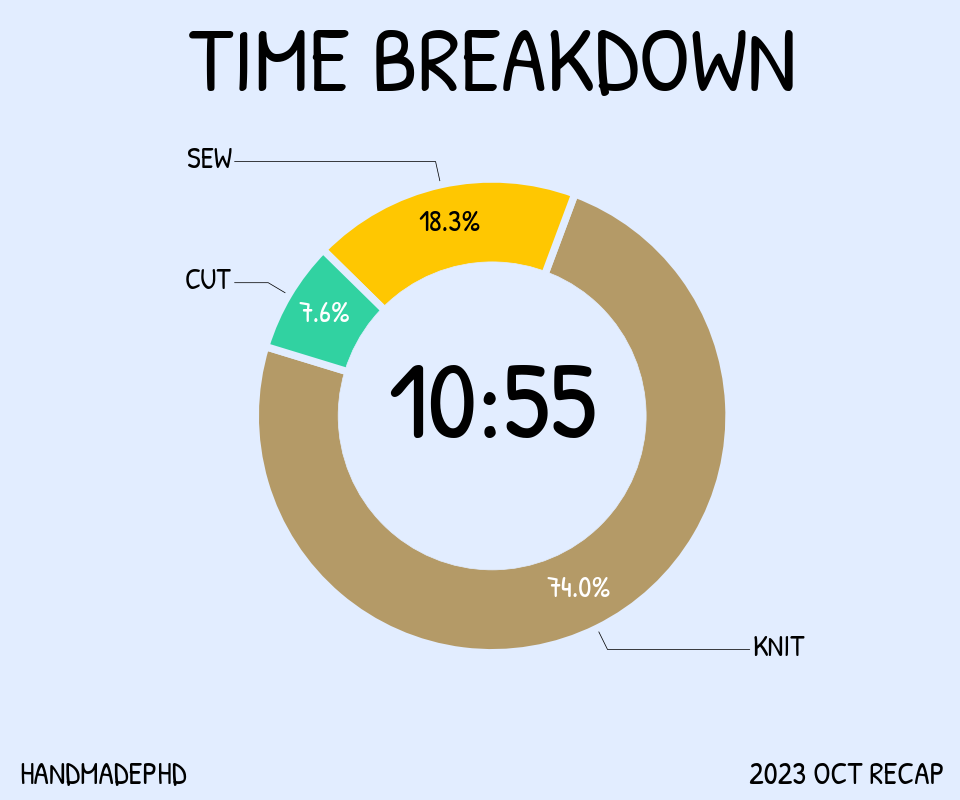 TIME BREAKDOWN
SEW
18.3%
CUT
7.6%
10:55
74.0%
KNIT
HANDMADEPHD
2023 OCT RECAP